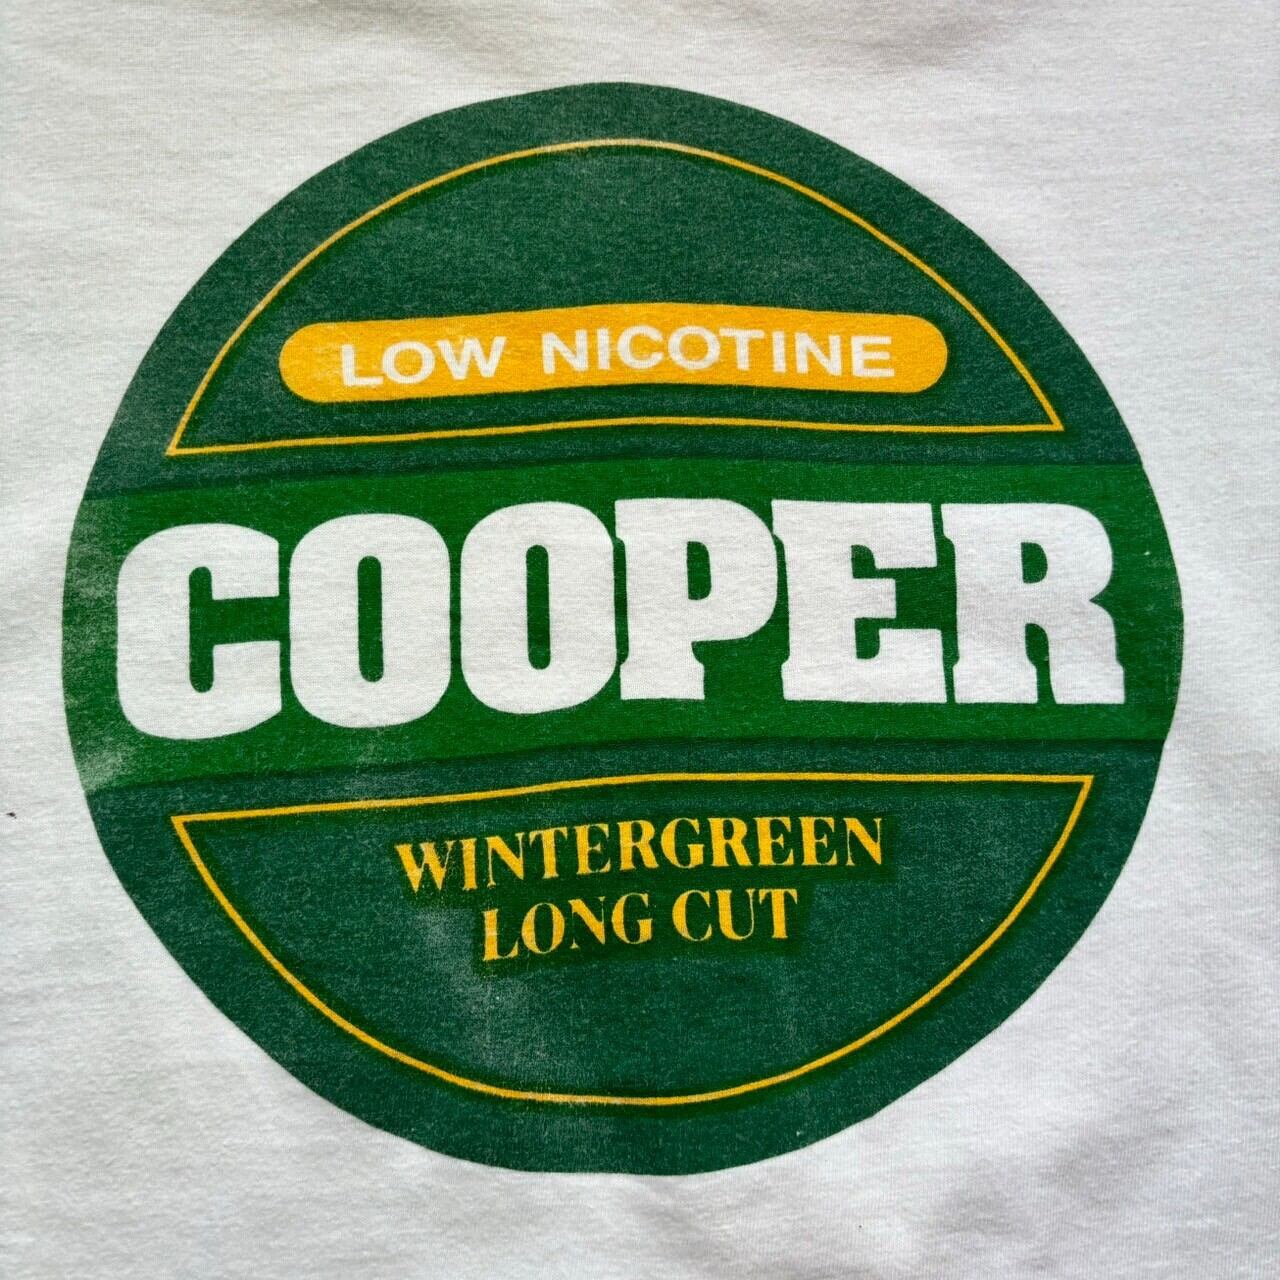 LOW NICOTINE
COOPER
WINTERGREEN
LONG CUT